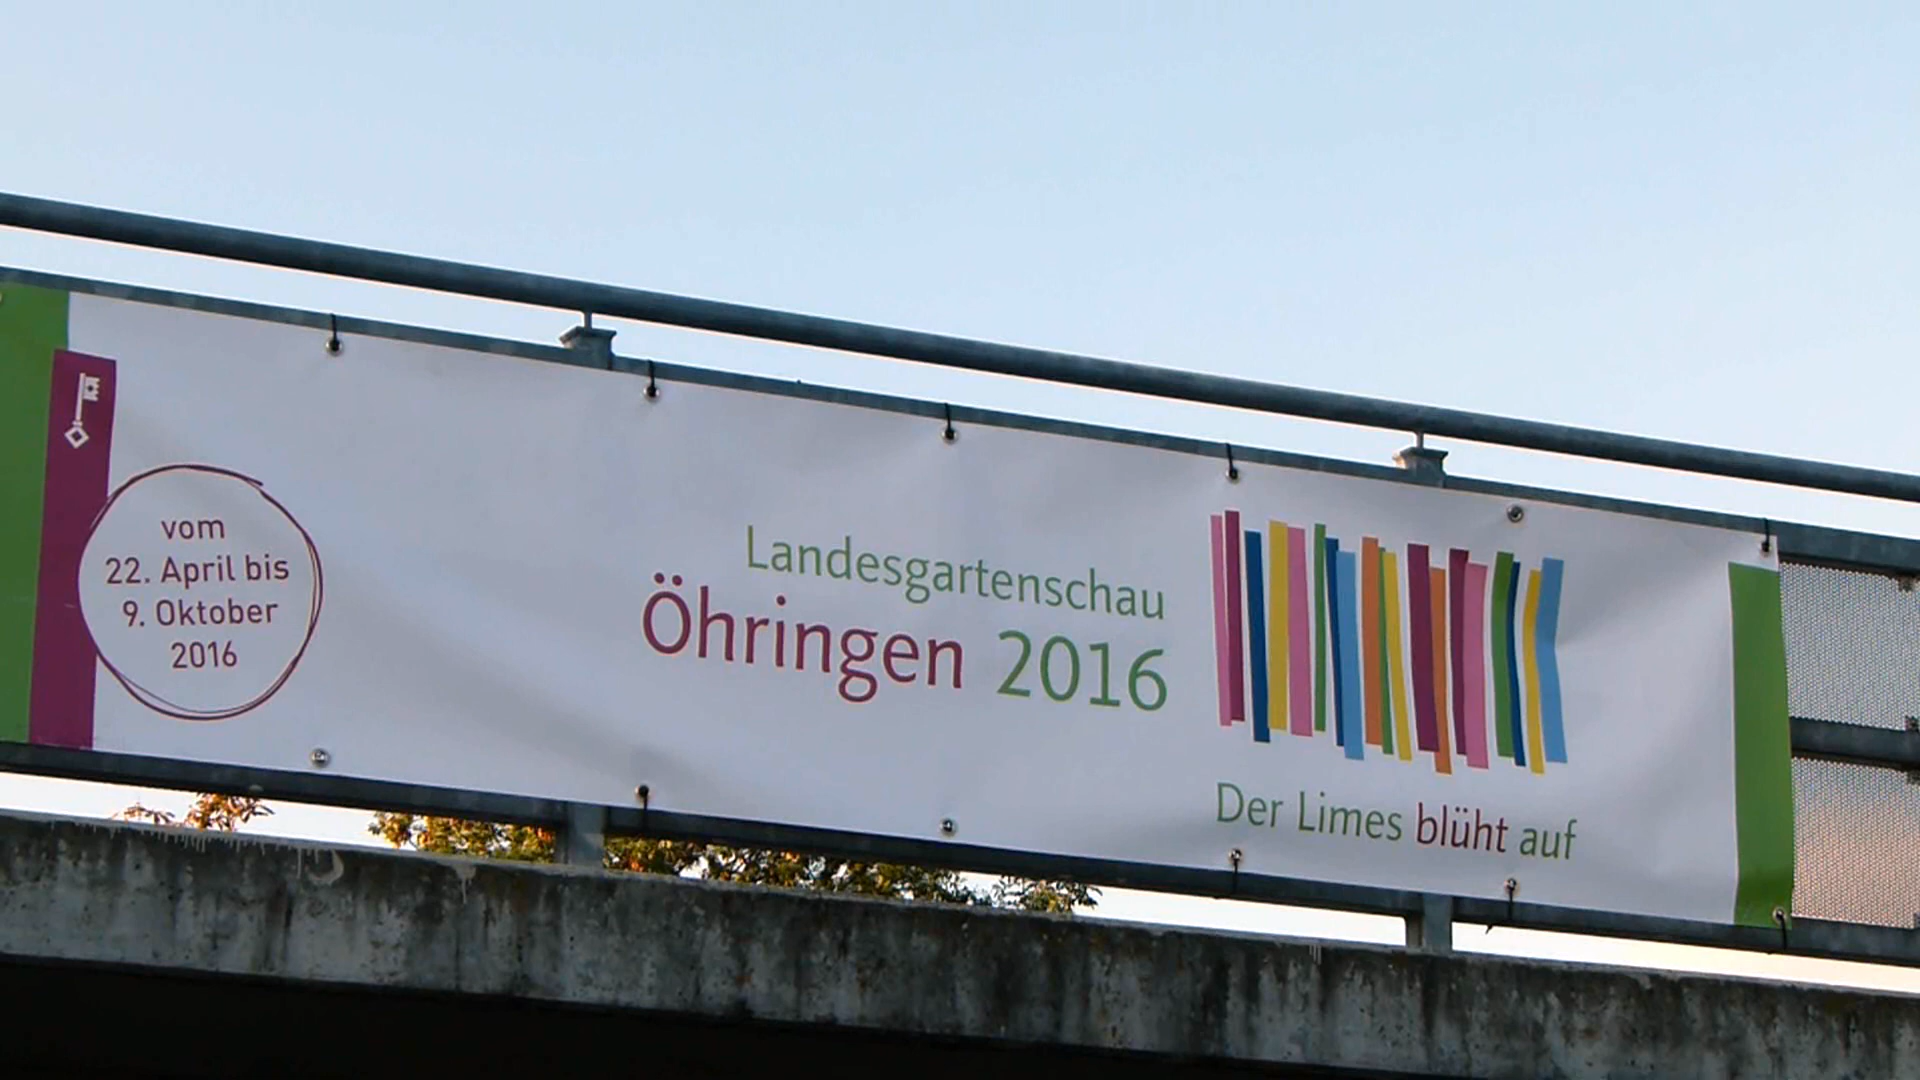 vom
22. April bis
9. Oktober
2016
Landesgartenschau
Öhringen 2016
Der Limes blüht auf